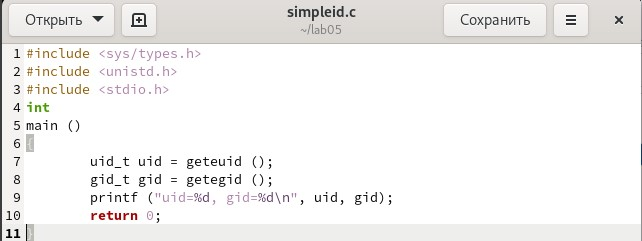 Открыть simpleid.c Сохранить
~/lab05
1 #include <sys/types.h>
2 #include <unistd.h>
3 #include <stdio.h>
4 int
5 main ()
6 {
7         uid_t uid = geteuid ();
8         gid_t gid = getegid ();
9         printf ("uid=%d, gid=%d\n", uid, gid);
10         return 0;
11 }